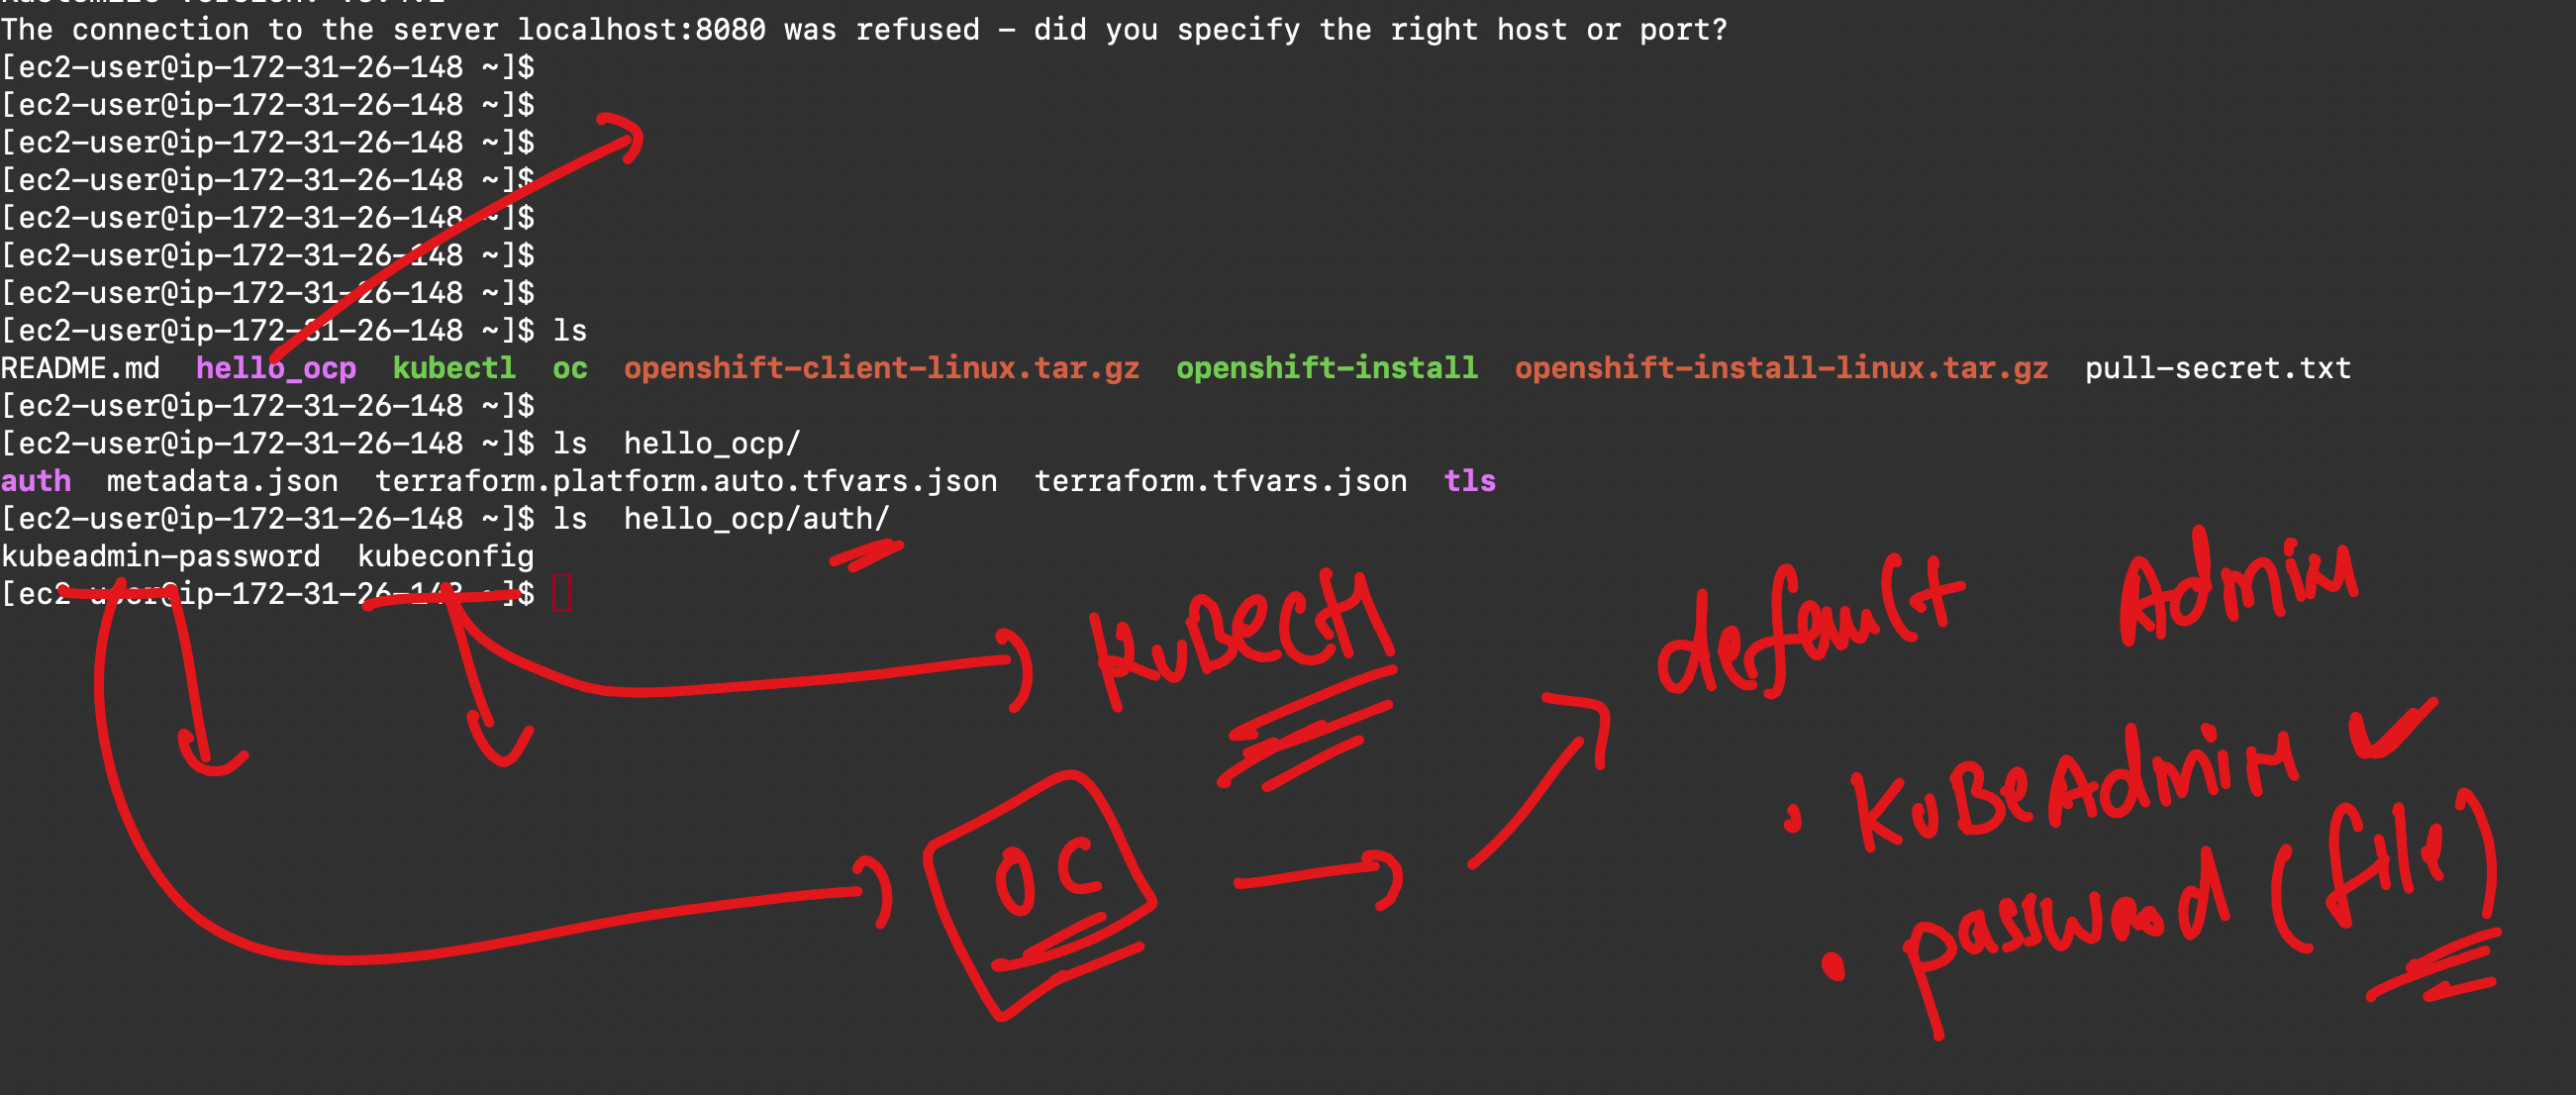 The connection to the server localhost:8080 was refused - did you specify the right host or port?
[ec2-user@ip-172-31-26-148 ~]$
[ec2-user@ip-172-31-26-148 ~]$
[ec2-user@ip-172-31-26-148 ~]$
[ec2-user@ip-172-31-26-148 ~]$
[ec2-user@ip-172-31-26-148 ~]$
[ec2-user@ip-172-31-26-148 ~]$
[ec2-user@ip-172-31-26-148 ~]$
[ec2-user@ip-172-31-26-148 ~]$ ls
README.md  hello_ocp  kubectl  oc  openshift-client-linux.tar.gz  openshift-install  openshift-install-linux.tar.gz  pull-secret.txt
[ec2-user@ip-172-31-26-148 ~]$
[ec2-user@ip-172-31-26-148 ~]$ ls  hello_ocp/
auth  metadata.json  terraform.platform.auto.tfvars.json  terraform.tfvars.json  tls
[ec2-user@ip-172-31-26-148 ~]$ ls  hello_ocp/auth/
kubeadmin-password  kubeconfig
[ec2-user@ip-172-31-26-148 ~]$
KuBeCtl
default Admin
KuBeAdmin
OC
password (file)